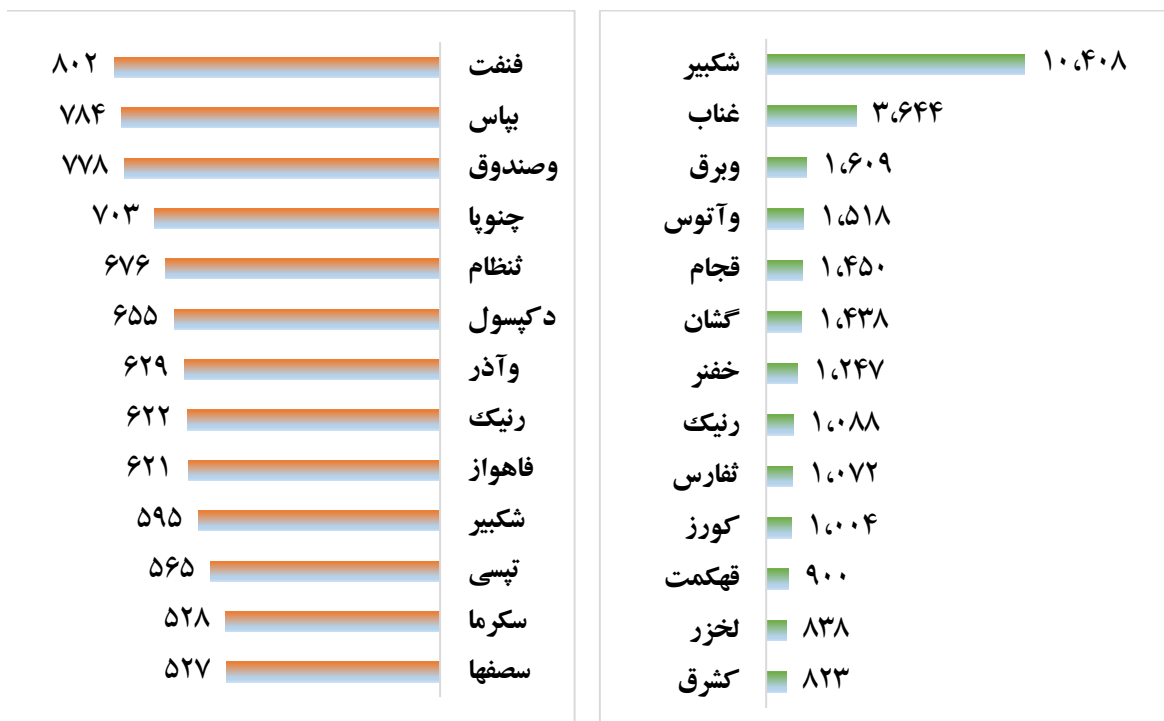 شکبیر ۱۰،۴۰۸
غناب ۳،۶۴۴
وبرق ۱،۶۰۹
وآتوس ۱،۵۱۸
قجام ۱،۴۵۰
گشان ۱،۴۳۸
خفنر ۱،۲۴۷
رنیک ۱،۰۸۸
ثفارس ۱،۰۷۲
کورز ۱،۰۰۴
قهکمت ۹۰۰
لخزر ۸۳۸
کشرق ۸۲۳
فنفت ۸۰۲
بپاس ۷۸۴
وصندوق ۷۷۸
چنوپا ۷۰۳
ثنظام ۶۷۶
دکپسول ۶۵۵
وآذر ۶۲۹
رنیک ۶۲۲
فاهواز ۶۲۱
شکبیر ۵۹۵
تپسی ۵۶۵
سکرما ۵۲۸
سصفها ۵۲۷